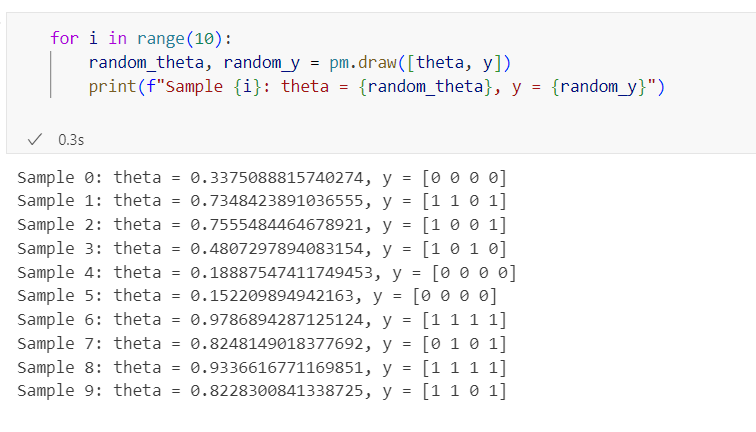 for i in range(10):
    random_theta, random_y = pm.draw([theta, y])
    print(f"Sample {i}: theta = {random_theta}, y = {random_y}")
✓ 0.3s
Sample 0: theta = 0.3375088815740274, y = [0 0 0 0]
Sample 1: theta = 0.7348423891036555, y = [1 1 0 1]
Sample 2: theta = 0.7555484464678921, y = [1 0 0 1]
Sample 3: theta = 0.4807297894083154, y = [1 0 1 0]
Sample 4: theta = 0.18887547411749453, y = [0 0 0 0]
Sample 5: theta = 0.152209894942163, y = [0 0 0 0]
Sample 6: theta = 0.9786894287125124, y = [1 1 1 1]
Sample 7: theta = 0.8248149018377692, y = [0 1 0 1]
Sample 8: theta = 0.9336616771169851, y = [1 1 1 1]
Sample 9: theta = 0.8228300841338725, y = [1 1 0 1]